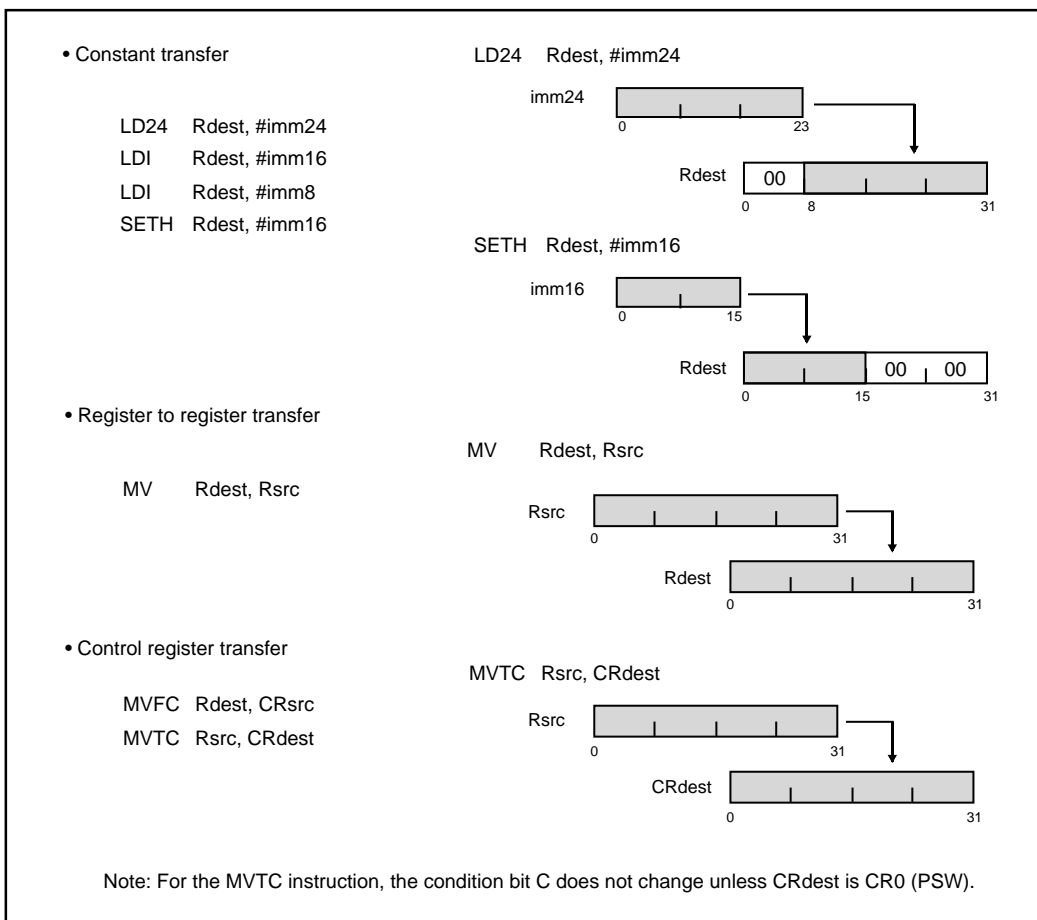 • Constant transfer
LD24 Rdest, #imm24
LDI Rdest, #imm16
LDI Rdest, #imm8
SETH Rdest, #imm16
LD24 Rdest, #imm24
imm24
0 23
Rdest 00
0 8 31
SETH Rdest, #imm16
imm16
0 15
Rdest 00 00
0 15 31
• Register to register transfer
MV Rdest, Rsrc
MV Rdest, Rsrc
Rsrc
0 31
Rdest
0 31
• Control register transfer
MVFC Rdest, CRsrc
MVTC Rsrc, CRdest
MVTC Rsrc, CRdest
Rsrc
0 31
CRdest
0 31
Note: For the MVTC instruction, the condition bit C does not change unless CRdest is CR0 (PSW).